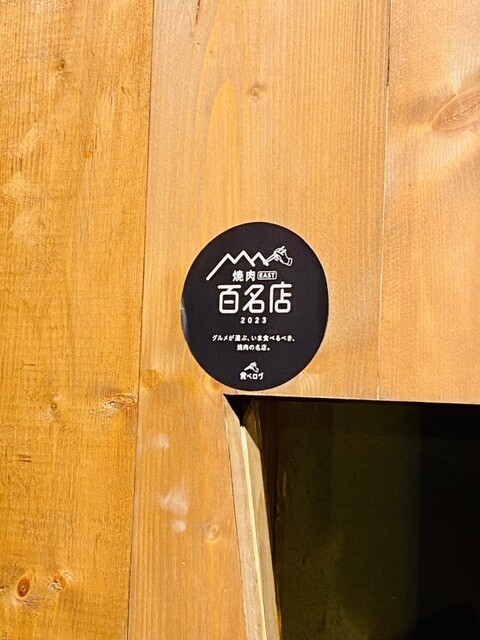 焼肉 EAST
百名店
2023
グルメが選ぶ、いま食べるべき、
焼肉の名店。
食べログ